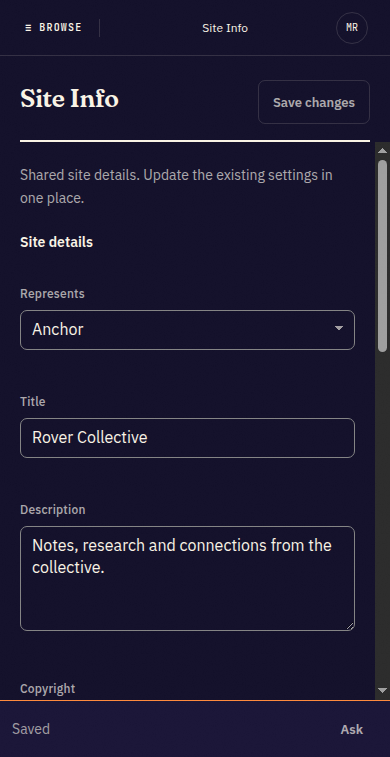 ≡ BROWSE
Site Info
MR
Site Info
Save changes
Shared site details. Update the existing settings in
one place.
Site details
Represents
Anchor
Title
Rover Collective
Description
Notes, research and connections from the
collective.
Copyright
Saved
Ask